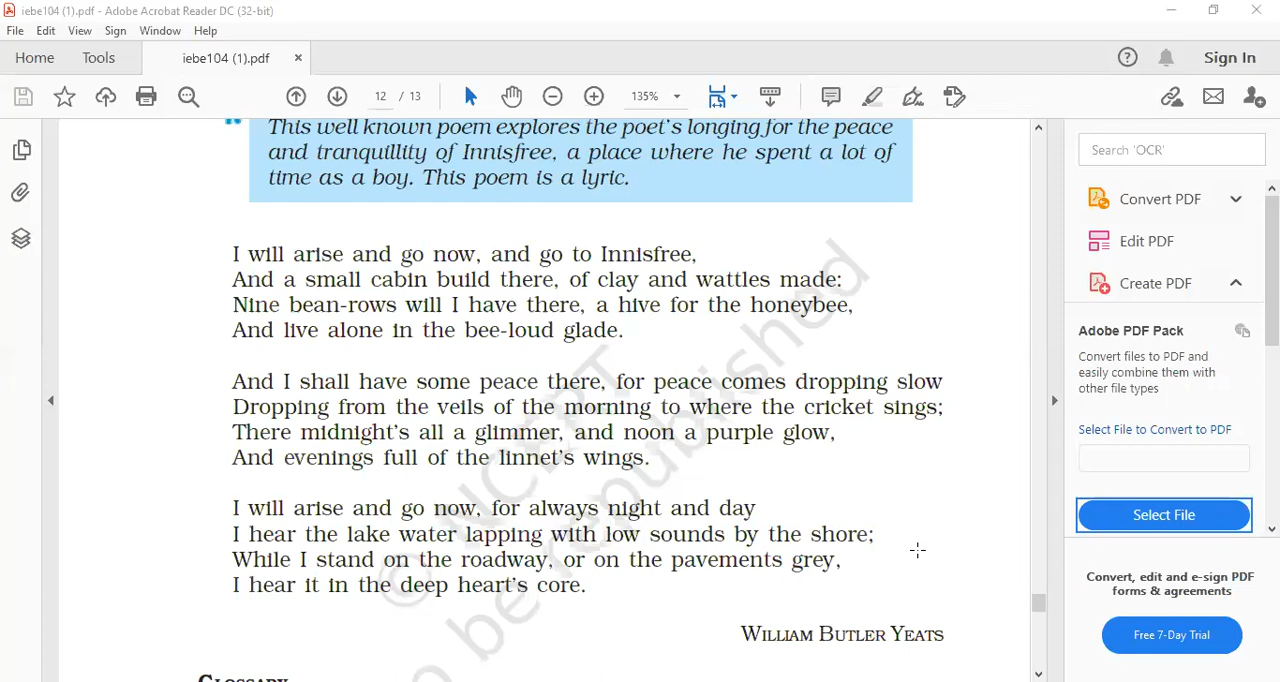 iebe104 (1).pdf - Adobe Acrobat Reader DC (32-bit)
File Edit View Sign Window Help
Home Tools iebe104 (1).pdf × Sign In
12 / 13 135%
This well known poem explores the poet's longing for the peace
and tranquillity of Innisfree, a place where he spent a lot of
time as a boy. This poem is a lyric.
I will arise and go now, and go to Innisfree,
And a small cabin build there, of clay and wattles made:
Nine bean-rows will I have there, a hive for the honeybee,
And live alone in the bee-loud glade.
And I shall have some peace there, for peace comes dropping slow
Dropping from the veils of the morning to where the cricket sings;
There midnight's all a glimmer, and noon a purple glow,
And evenings full of the linnet's wings.
I will arise and go now, for always night and day
I hear the lake water lapping with low sounds by the shore;
While I stand on the roadway, or on the pavements grey,
I hear it in the deep heart's core.
WILLIAM BUTLER YEATS
GLOSSARY
© NCERT
o be republished
Search 'OCR'
Convert PDF
Edit PDF
Create PDF
Adobe PDF Pack
Convert files to PDF and
easily combine them with
other file types
Select File to Convert to PDF
Select File
Convert, edit and e-sign PDF
forms & agreements
Free 7-Day Trial